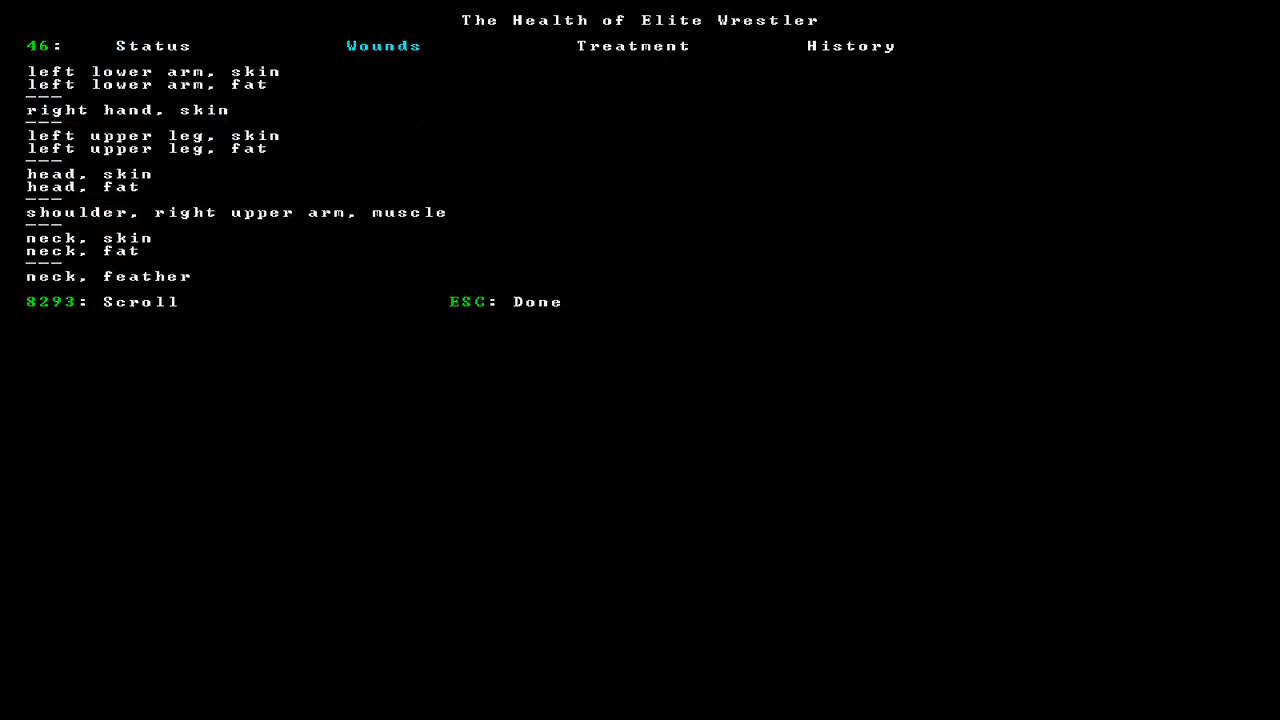 The Health of Elite Wrestler
46: Status Wounds Treatment History
left lower arm, skin
left lower arm, fat
---
right hand, skin
---
left upper leg, skin
left upper leg, fat
---
head, skin
head, fat
---
shoulder, right upper arm, muscle
---
neck, skin
neck, fat
---
neck, feather
8293: Scroll ESC: Done